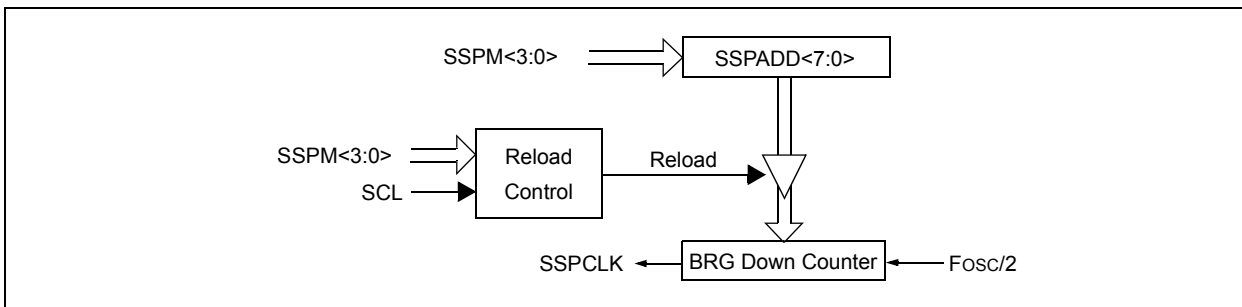 SSPM<3:0>
SSPADD<7:0>
SSPM<3:0>
SCL
Reload
Control
Reload
SSPCLK
BRG Down Counter
FOSC/2